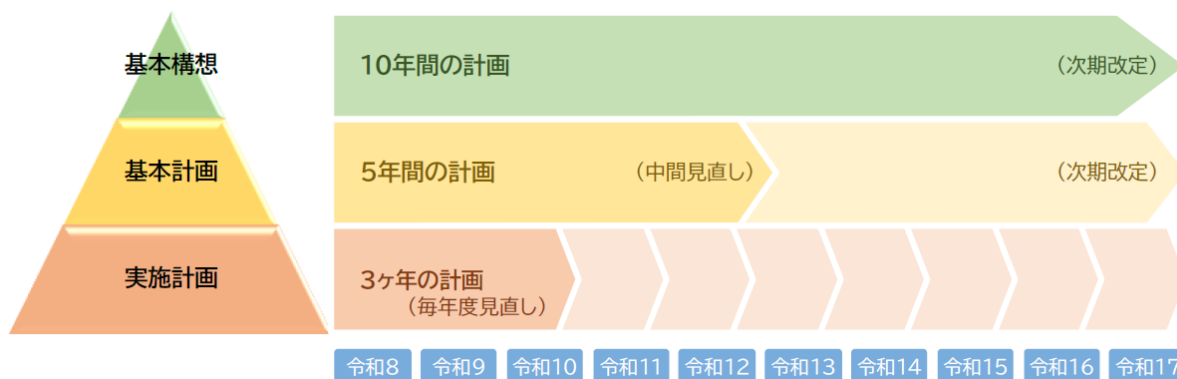 基本構想
10年間の計画
（次期改定）
基本計画
5年間の計画
（中間見直し）
（次期改定）
実施計画
3ヶ年の計画
（毎年度見直し）
令和8 令和9 令和10 令和11 令和12 令和13 令和14 令和15 令和16 令和17